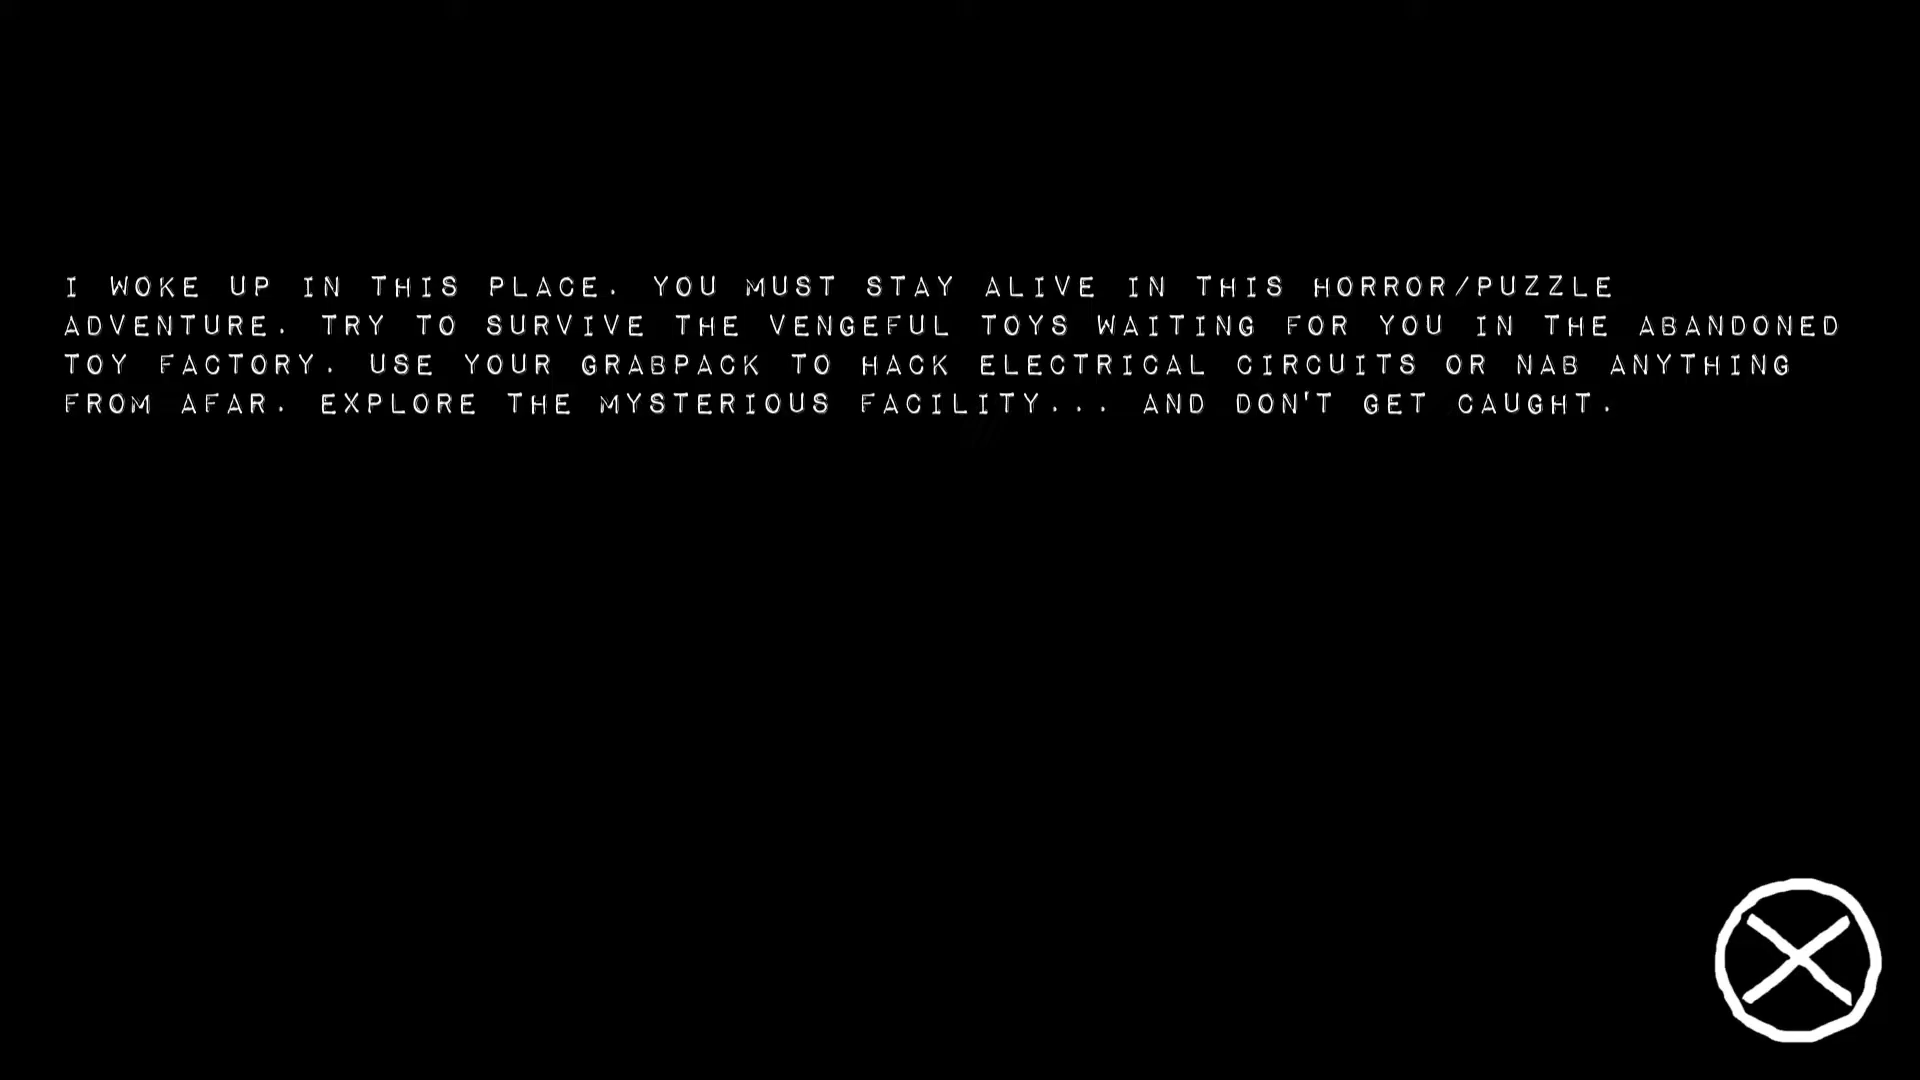 I WOKE UP IN THIS PLACE. YOU MUST STAY ALIVE IN THIS HORROR/PUZZLE
ADVENTURE. TRY TO SURVIVE THE VENGEFUL TOYS WAITING FOR YOU IN THE ABANDONED
TOY FACTORY. USE YOUR GRABPACK TO HACK ELECTRICAL CIRCUITS OR NAB ANYTHING
FROM AFAR. EXPLORE THE MYSTERIOUS FACILITY... AND DON'T GET CAUGHT.